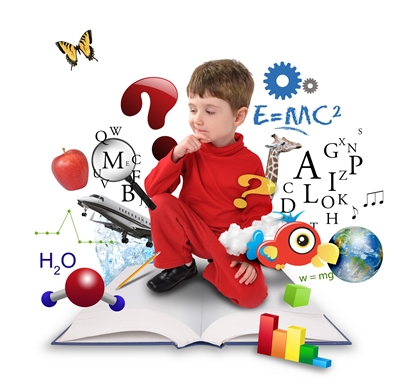 ?
E=MC²
Q W
M E C
U F
V B
?
A G X N S
L I Z P
C O K
D T H
H₂O
w = mg